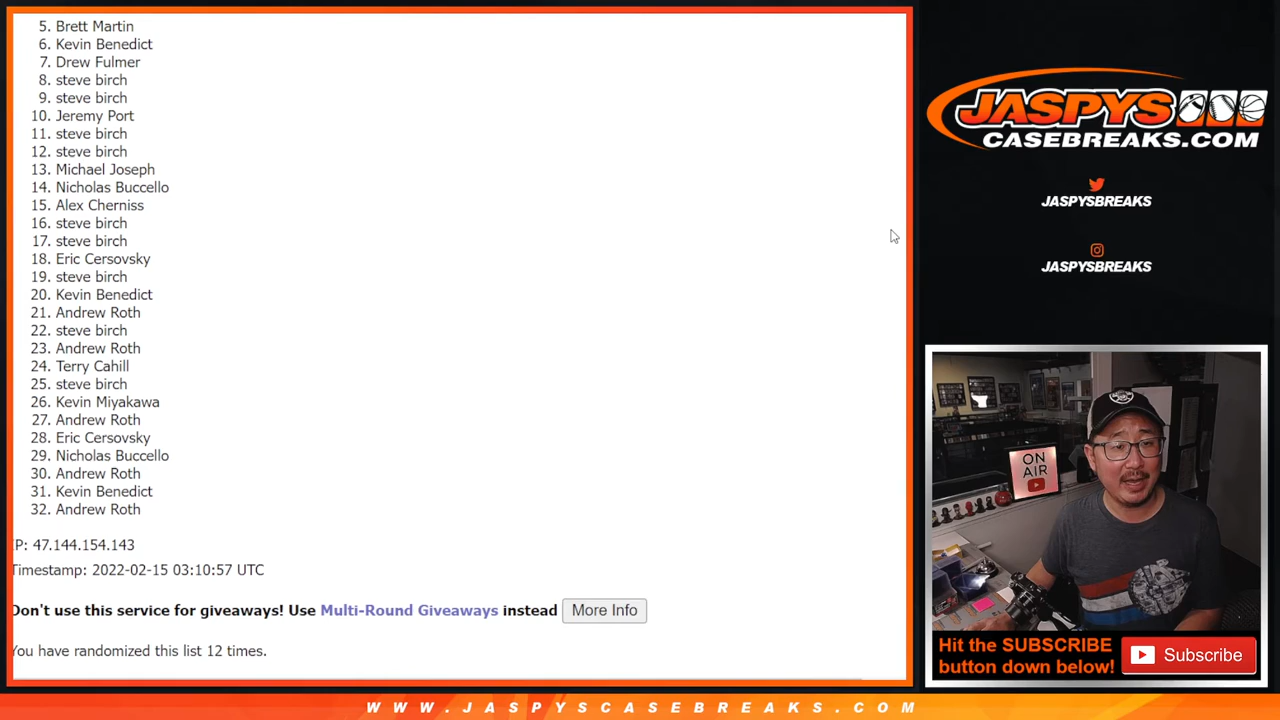 5. Brett Martin
6. Kevin Benedict
7. Drew Fulmer
8. steve birch
9. steve birch
10. Jeremy Port
11. steve birch
12. steve birch
13. Michael Joseph
14. Nicholas Buccello
15. Alex Cherniss
16. steve birch
17. steve birch
18. Eric Cersovsky
19. steve birch
20. Kevin Benedict
21. Andrew Roth
22. steve birch
23. Andrew Roth
24. Terry Cahill
25. steve birch
26. Kevin Miyakawa
27. Andrew Roth
28. Eric Cersovsky
29. Nicholas Buccello
30. Andrew Roth
31. Kevin Benedict
32. Andrew Roth
IP: 47.144.154.143
Timestamp: 2022-02-15 03:10:57 UTC
Don't use this service for giveaways! Use Multi-Round Giveaways instead More Info
You have randomized this list 12 times.
JASPYS
CASEBREAKS.COM
JASPYSBREAKS
JASPYSBREAKS
ON
AIR
Hit the SUBSCRIBE
button down below!
Subscribe
WWW.JASPYSCASEBREAKS.COM